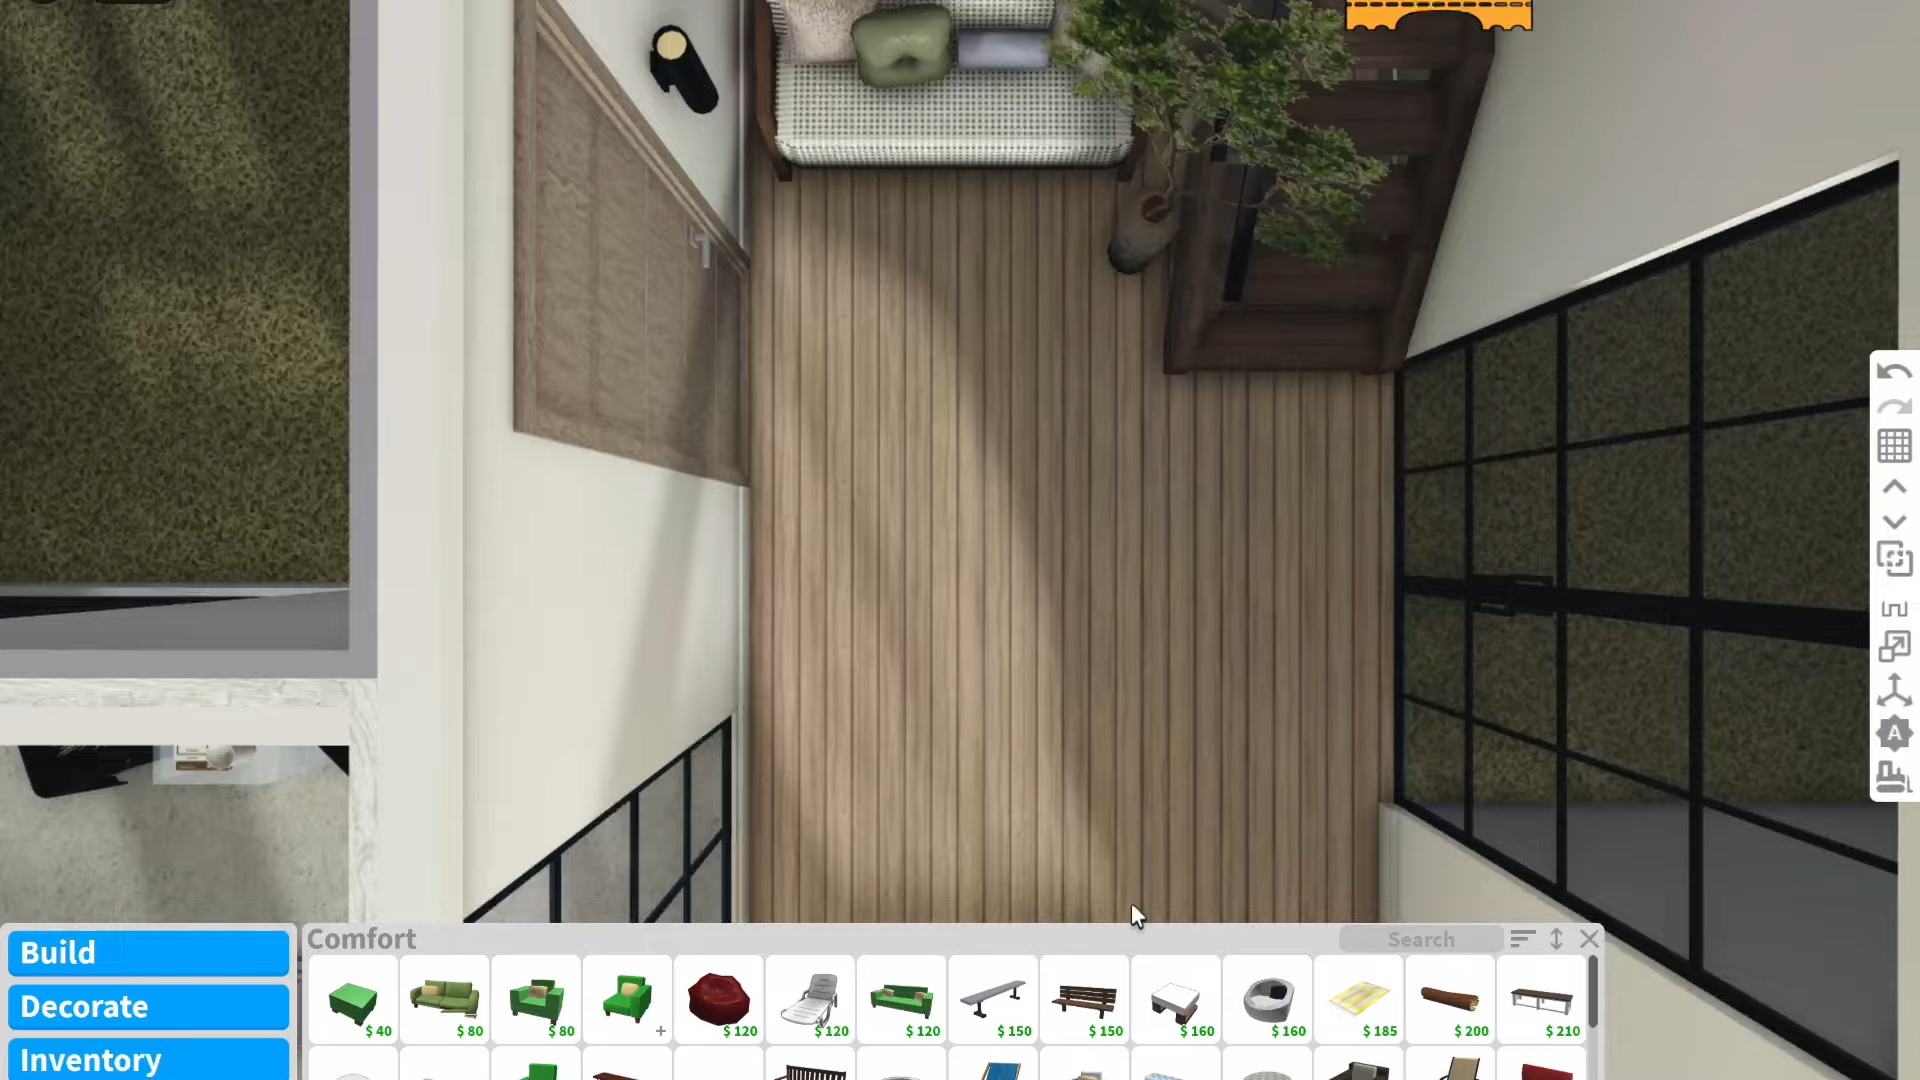 Build
Decorate
Inventory
Comfort
Search
$ 40
$ 80
$ 80
+
$ 120
$ 120
$ 120
$ 150
$ 150
$ 160
$ 160
$ 185
$ 200
$ 210
A